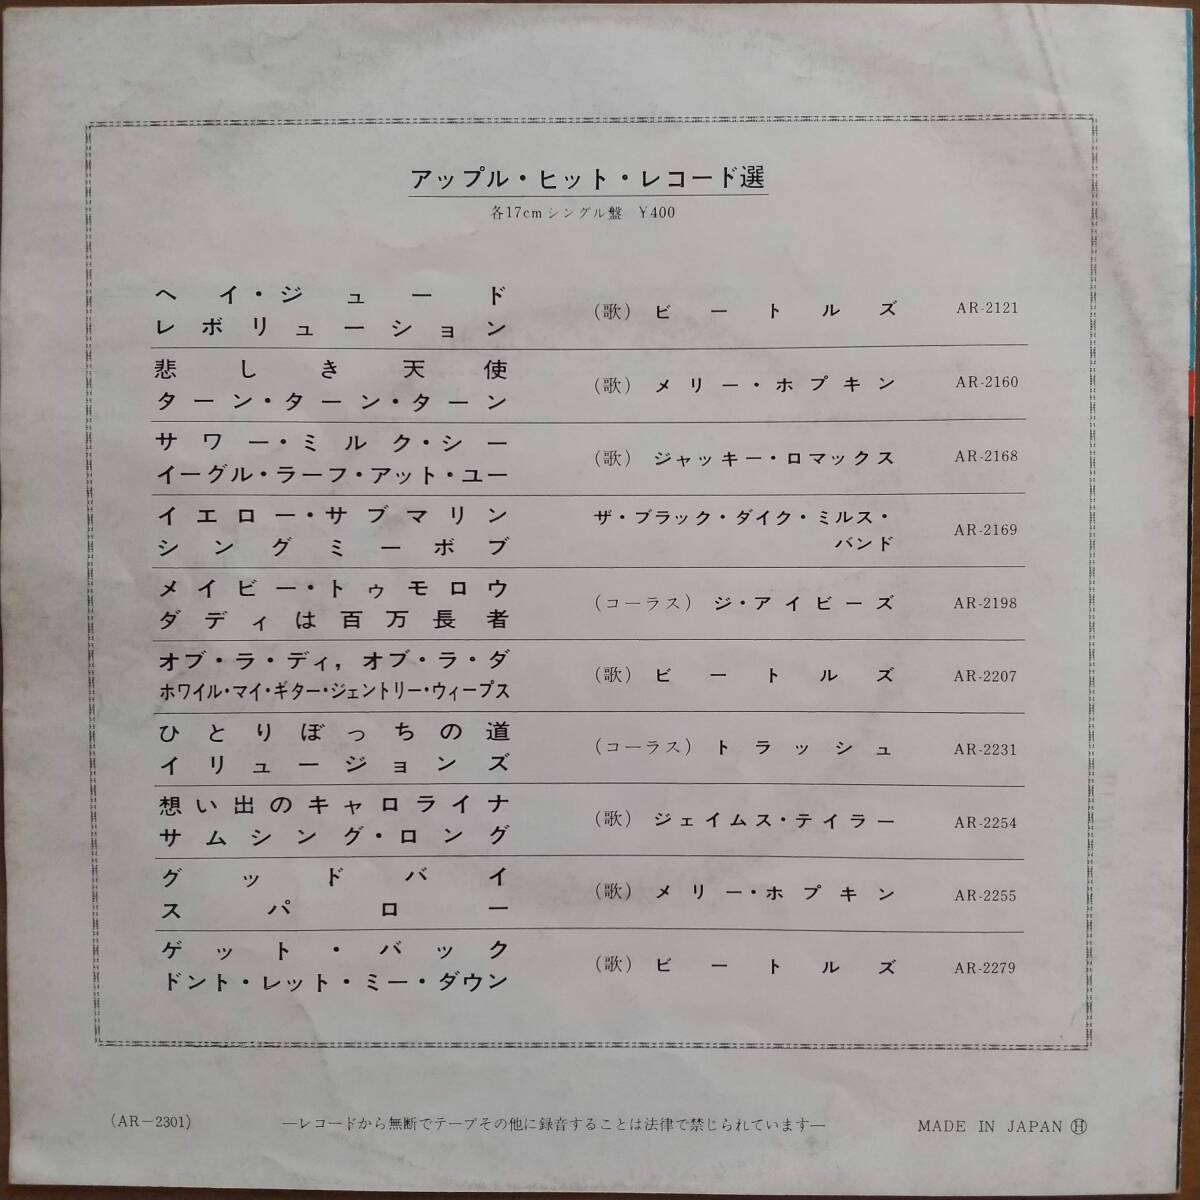 アップル・ヒット・レコード選
各17cmシングル盤 ¥400
ヘイ・ジュード
レボリューション
(歌) ビートルズ AR-2121
悲しき天使
ターン・ターン・ターン
(歌) メリー・ホプキン AR-2160
サワー・ミルク・シー
イーグル・ラーフ・アット・ユー
(歌) ジャッキー・ロマックス AR-2168
イエロー・サブマリン
シングミーボブ
ザ・ブラック・ダイク・ミルス・
バンド
AR-2169
メイビー・トゥモロウ
ダディは百万長者
(コーラス) ジ・アイビーズ AR-2198
オブ・ラ・ディ, オブ・ラ・ダ
ホワイル・マイ・ギター・ジェントリー・ウィープス
(歌) ビートルズ AR-2207
ひとりぼっちの道
イリュージョンズ
(コーラス) トラッシュ AR-2231
想い出のキャロライナ
サムシング・ロング
(歌) ジェイムス・テイラー AR-2254
グッドバイ
スパロー
(歌) メリー・ホプキン AR-2255
ゲット・バック
ドント・レット・ミー・ダウン
(歌) ビートルズ AR-2279
(AR-2301) —レコードから無断でテープその他に録音することは法律で禁じられています— MADE IN JAPAN Ⓗ